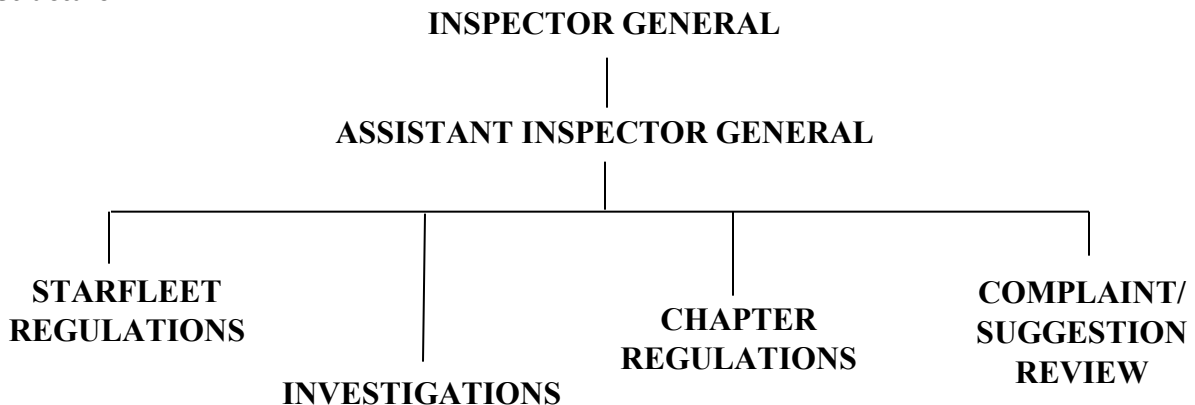 INSPECTOR GENERAL
ASSISTANT INSPECTOR GENERAL
STARFLEET
REGULATIONS
INVESTIGATIONS
CHAPTER
REGULATIONS
COMPLAINT/
SUGGESTION
REVIEW